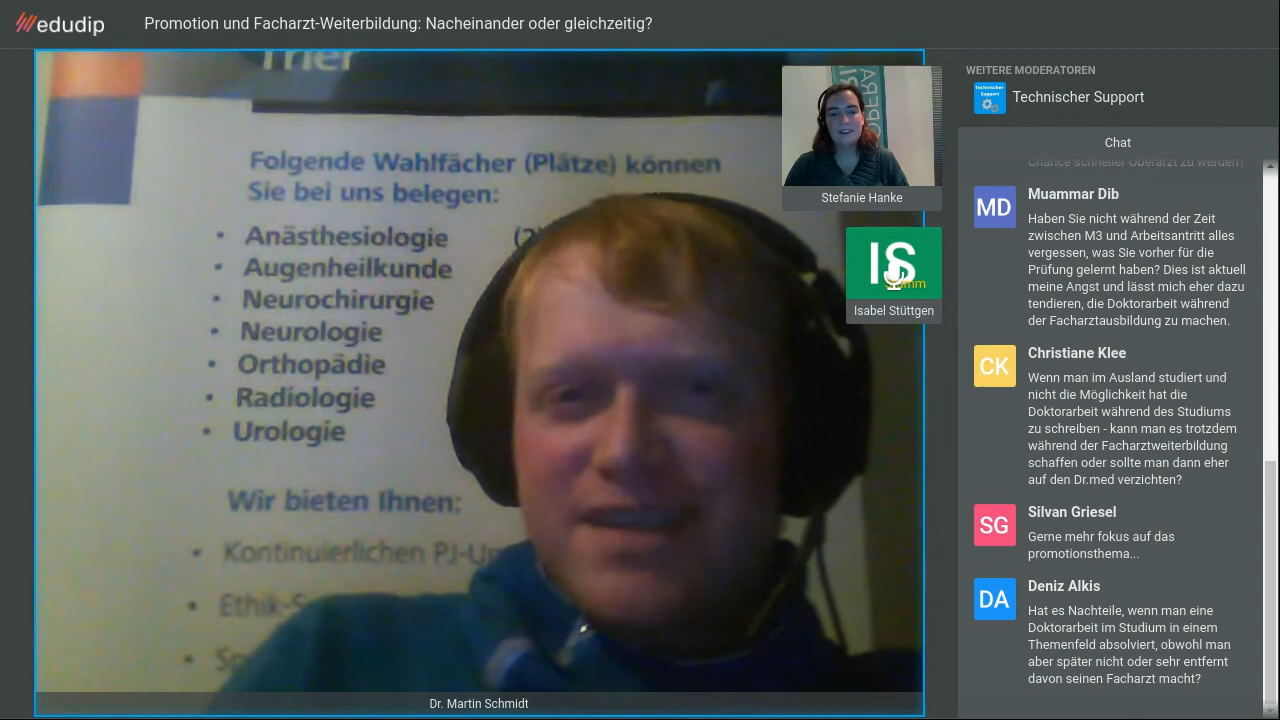 edudip
Promotion und Facharzt-Weiterbildung: Nacheinander oder gleichzeitig?
Trier
Folgende Wahlfächer (Plätze) können
Sie bei uns belegen:
• Anästhesiologie
• Augenheilkunde
• Neurochirurgie
• Neurologie
• Orthopädie
• Radiologie
• Urologie
Wir bieten Ihnen:
• Kontinuierlichen PJ-
• Ethik-
Dr. Martin Schmidt
OPERA
Stefanie Hanke
IS
Isabel Stüttgen
WEITERE MODERATOREN
Technischer Support
Technischer Support
Chat
Chance schneller Oberarzt zu werden?
MD
Muammar Dib
Haben Sie nicht während der Zeit
zwischen M3 und Arbeitsantritt alles
vergessen, was Sie vorher für die
Prüfung gelernt haben? Dies ist aktuell
meine Angst und lässt mich eher dazu
tendieren, die Doktorarbeit während
der Facharztausbildung zu machen.
CK
Christiane Klee
Wenn man im Ausland studiert und
nicht die Möglichkeit hat die
Doktorarbeit während des Studiums
zu schreiben - kann man es trotzdem
während der Facharztweiterbildung
schaffen oder sollte man dann eher
auf den Dr.med verzichten?
SG
Silvan Griesel
Gerne mehr fokus auf das
promotionsthema...
DA
Deniz Alkis
Hat es Nachteile, wenn man eine
Doktorarbeit im Studium in einem
Themenfeld absolviert, obwohl man
aber später nicht oder sehr entfernt
davon seinen Facharzt macht?